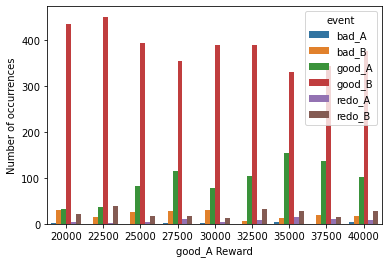 event
bad_A
bad_B
good_A
good_B
redo_A
redo_B
Number of occurrences
400
300
200
100
0
20000 22500 25000 27500 30000 32500 35000 37500 40000
good_A Reward